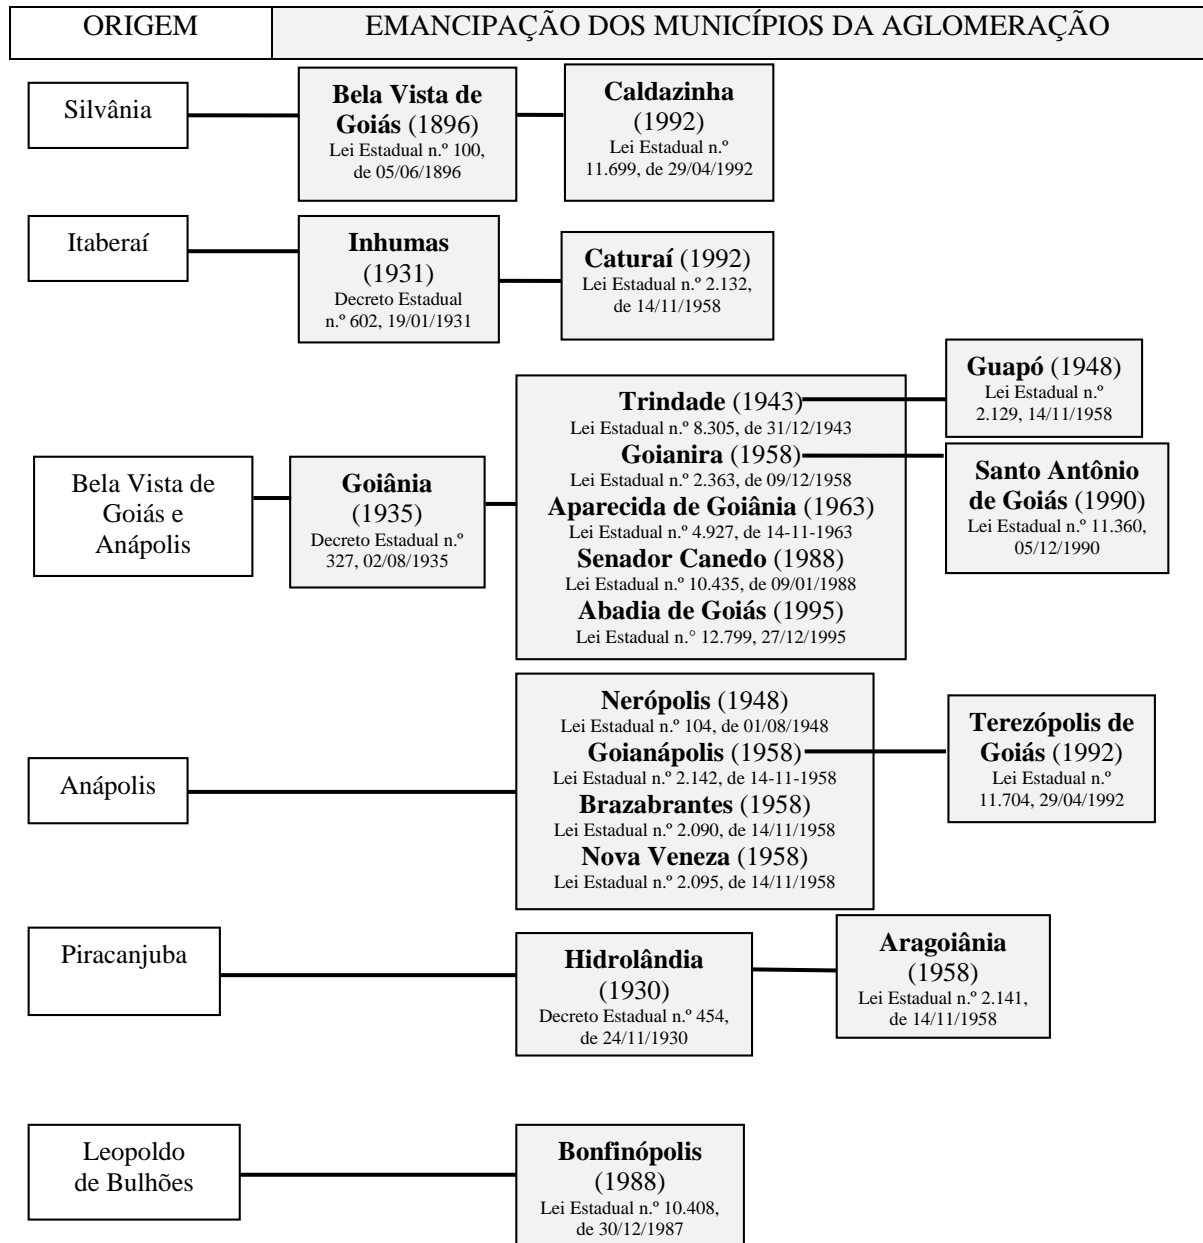 ORIGEM
EMANCIPAÇÃO DOS MUNICÍPIOS DA AGLOMERAÇÃO
Silvânia
Bela Vista de
Goiás (1896)
Lei Estadual n.º 100,
de 05/06/1896
Caldazinha
(1992)
Lei Estadual n.º
11.699, de 29/04/1992
Itaberaí
Inhumas
(1931)
Decreto Estadual
n.º 602, 19/01/1931
Caturaí (1992)
Lei Estadual n.º 2.132,
de 14/11/1958
Bela Vista de
Goiás e
Anápolis
Goiânia
(1935)
Decreto Estadual n.º
327, 02/08/1935
Trindade (1943)
Lei Estadual n.º 8.305, de 31/12/1943
Goianira (1958)
Lei Estadual n.º 2.363, de 09/12/1958
Aparecida de Goiânia (1963)
Lei Estadual n.º 4.927, de 14-11-1963
Senador Canedo (1988)
Lei Estadual n.º 10.435, de 09/01/1988
Abadia de Goiás (1995)
Lei Estadual n.° 12.799, 27/12/1995
Guapó (1948)
Lei Estadual n.º
2.129, 14/11/1958
Santo Antônio
de Goiás (1990)
Lei Estadual n.º 11.360,
05/12/1990
Anápolis
Nerópolis (1948)
Lei Estadual n.º 104, de 01/08/1948
Goianápolis (1958)
Lei Estadual n.º 2.142, de 14-11-1958
Brazabrantes (1958)
Lei Estadual n.º 2.090, de 14/11/1958
Nova Veneza (1958)
Lei Estadual n.º 2.095, de 14/11/1958
Terezópolis de
Goiás (1992)
Lei Estadual n.º
11.704, 29/04/1992
Piracanjuba
Hidrolândia
(1930)
Decreto Estadual n.º 454,
de 24/11/1930
Aragoiânia
(1958)
Lei Estadual n.º 2.141,
de 14/11/1958
Leopoldo
de Bulhões
Bonfinópolis
(1988)
Lei Estadual n.º 10.408,
de 30/12/1987